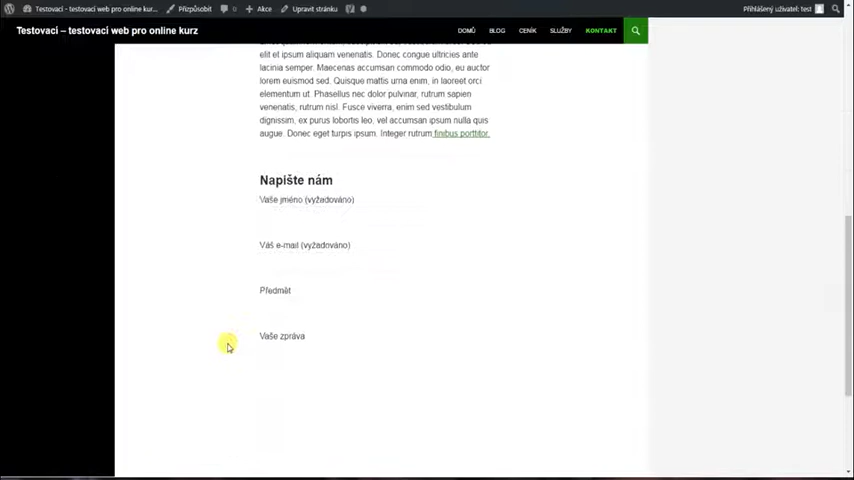 Testovací - testovací web pro online kurz...
Přizpůsobit
0
Akce
Upravit stránku
Přihlášený uživatel: test
Testovací – testovací web pro online kurz
DOMŮ
BLOG
CENÍK
SLUŽBY
KONTAKT
elit et ipsum aliquam venenatis. Donec congue ultricies ante
lacinia semper. Maecenas accumsan commodo odio, eu auctor
lorem euismod sed. Quisque mattis urna enim, in laoreet orci
elementum ut. Phasellus nec dolor pulvinar, rutrum sapien
venenatis, rutrum nisl. Fusce viverra, enim sed vestibulum
dignissim, ex purus lobortis leo, vel accumsan ipsum nulla quis
augue. Donec eget turpis ipsum. Integer rutrum finibus porttitor.
Napište nám
Vaše jméno (vyžadováno)
Váš e-mail (vyžadováno)
Předmět
Vaše zpráva